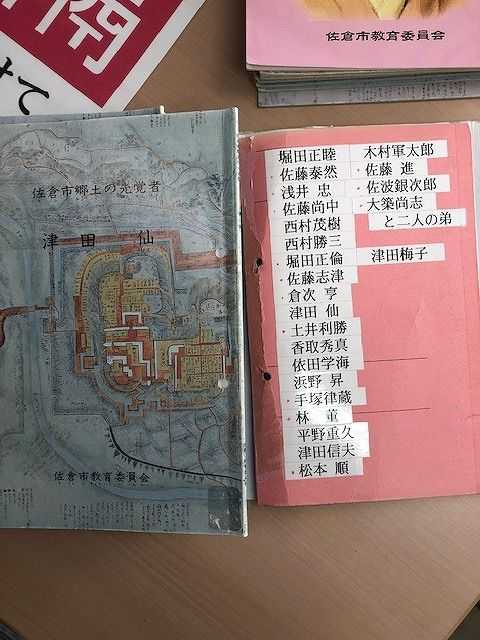 けて
佐倉市教育委員会
佐倉市郷土の先覚者
津田 仙
佐倉市教育委員会
堀田正睦
佐藤泰然
浅井 忠
佐藤尚中
西村茂樹
西村勝三
堀田正倫
佐藤志津
倉次 亨
津田 仙
土井利勝
香取秀真
依田学海
浜野 昇
手塚律蔵
林 董
平野重久
津田信夫
松本 順
木村軍太郎
佐藤 進
佐波銀次郎
大築尚志
と二人の弟
津田梅子